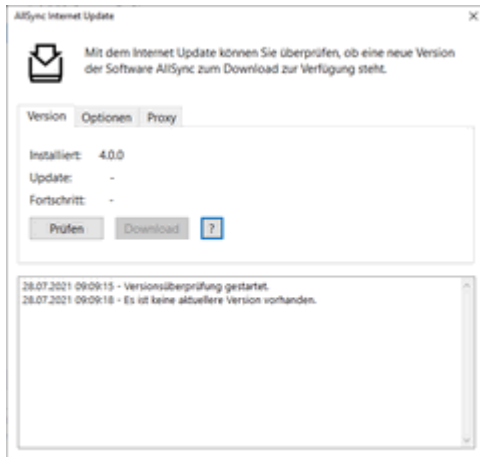 AllSync Internet Update
Mit dem Internet Update können Sie überprüfen, ob eine neue Version
der Software AllSync zum Download zur Verfügung steht.
Version Optionen Proxy
Installiert: 4.0.0
Update: -
Fortschritt: -
Prüfen Download ?
28.07.2021 09:09:15 - Versionsüberprüfung gestartet.
28.07.2021 09:09:18 - Es ist keine aktuellere Version vorhanden.